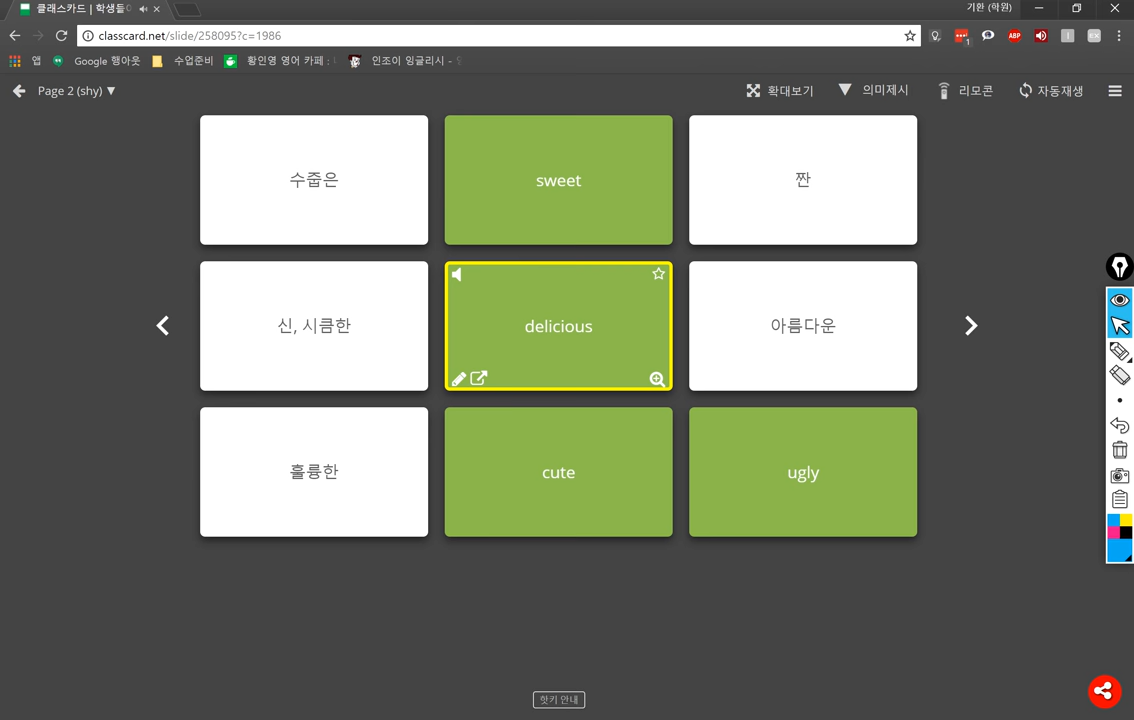 클래스카드 | 학생들이
기환 (학원)
classcard.net/slide/258095?c=1986
1
ABP
앱
Google 행아웃
수업준비
황인영 영어 카페 :
인조이 잉글리시 -
Page 2 (shy) ▼
확대보기
의미제시
리모콘
자동재생
수줍은
sweet
짠
신, 시큼한
delicious
아름다운
훌륭한
cute
ugly
핫키 안내